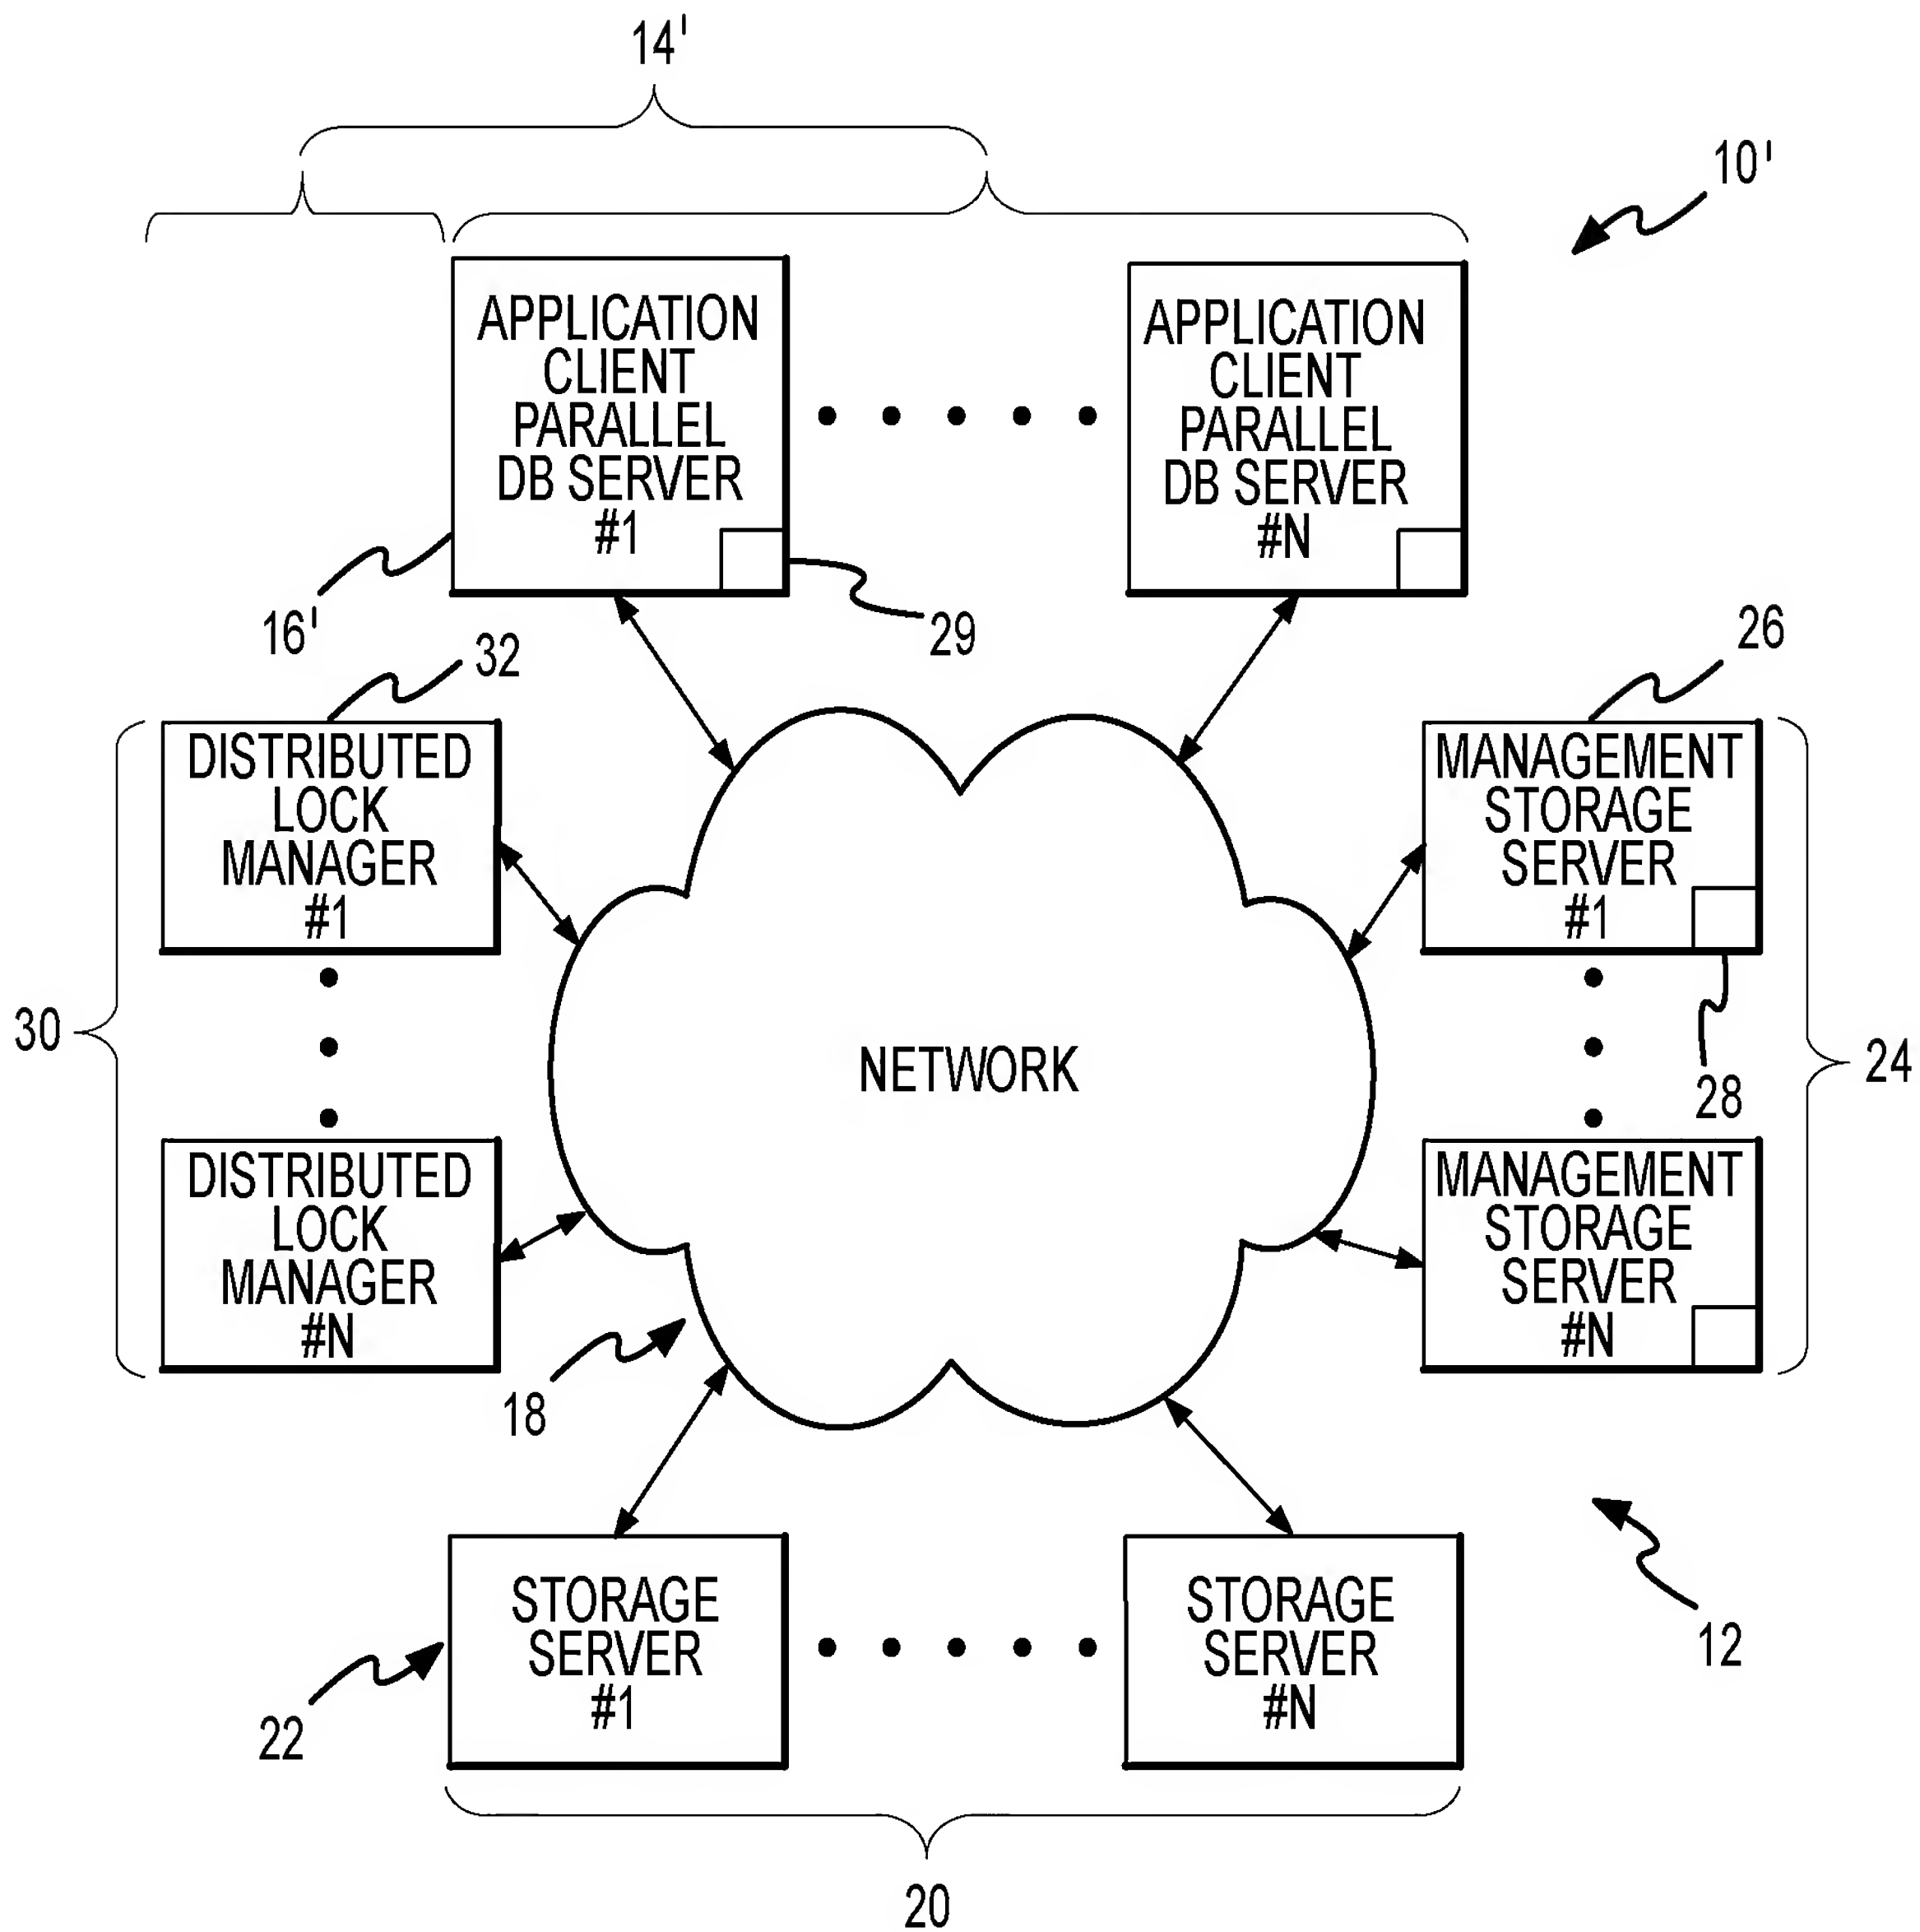 14'
10'
APPLICATION
CLIENT
PARALLEL
DB SERVER
#1
APPLICATION
CLIENT
PARALLEL
DB SERVER
#N
16'
29
32
26
DISTRIBUTED
LOCK
MANAGER
#1
MANAGEMENT
STORAGE
SERVER
#1
30
NETWORK
28
24
DISTRIBUTED
LOCK
MANAGER
#N
MANAGEMENT
STORAGE
SERVER
#N
18
STORAGE
SERVER
#1
STORAGE
SERVER
#N
22
12
20